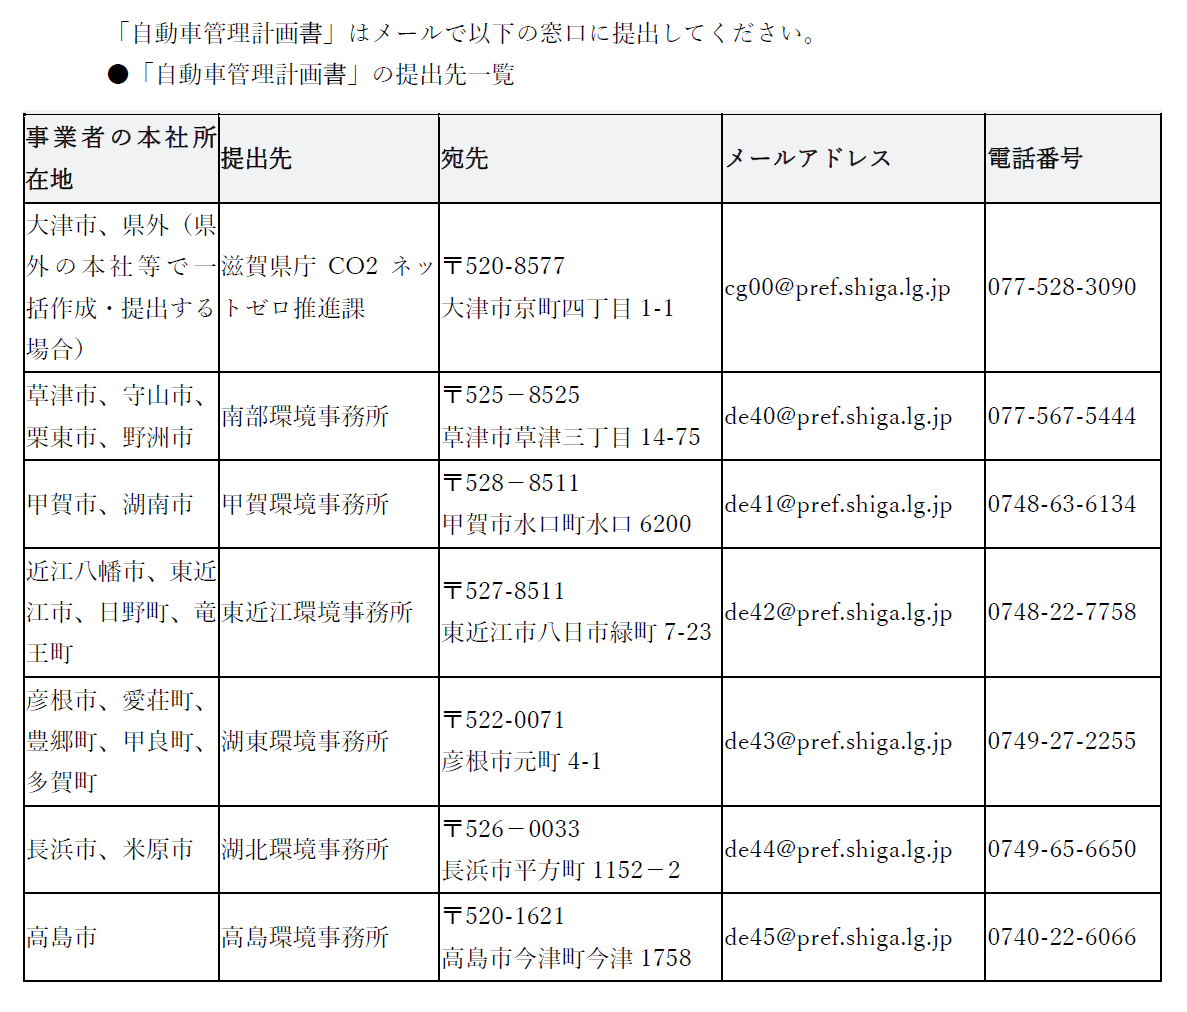 「自動車管理計画書」はメールで以下の窓口に提出してください。
●「自動車管理計画書」の提出先一覧
事業者の本社所
在地
提出先
宛先
メールアドレス
電話番号
大津市、県外（県
外の本社等で一
括作成・提出する
場合）
滋賀県庁 CO2 ネッ
トゼロ推進課
〒520-8577
大津市京町四丁目 1-1
cg00@pref.shiga.lg.jp
077-528-3090
草津市、守山市、
栗東市、野洲市
南部環境事務所
〒525－8525
草津市草津三丁目 14-75
de40@pref.shiga.lg.jp
077-567-5444
甲賀市、湖南市
甲賀環境事務所
〒528－8511
甲賀市水口町水口 6200
de41@pref.shiga.lg.jp
0748-63-6134
近江八幡市、東近
江市、日野町、竜
王町
東近江環境事務所
〒527-8511
東近江市八日市緑町 7-23
de42@pref.shiga.lg.jp
0748-22-7758
彦根市、愛荘町、
豊郷町、甲良町、
多賀町
湖東環境事務所
〒522-0071
彦根市元町 4-1
de43@pref.shiga.lg.jp
0749-27-2255
長浜市、米原市
湖北環境事務所
〒526－0033
長浜市平方町 1152－2
de44@pref.shiga.lg.jp
0749-65-6650
高島市
高島環境事務所
〒520-1621
高島市今津町今津 1758
de45@pref.shiga.lg.jp
0740-22-6066